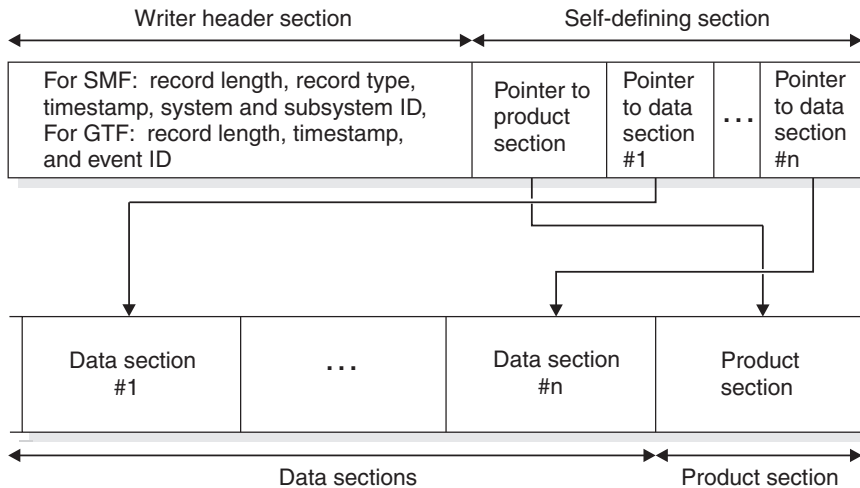 Writer header section
Self-defining section
For SMF: record length, record type,
timestamp, system and subsystem ID,
For GTF: record length, timestamp,
and event ID
Pointer to
product
section
Pointer
to data
section
#1
...
Pointer
to data
section
#n
Data section
#1
...
Data section
#n
Product
section
Data sections
Product section